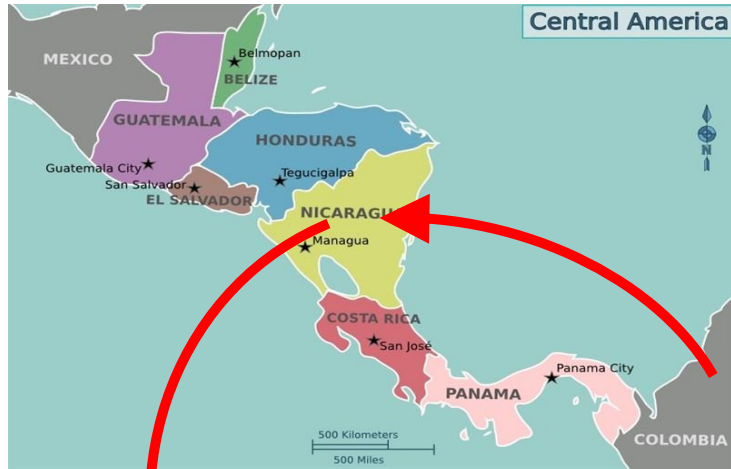 Central America
MEXICO
Belmopan
BELIZE
GUATEMALA
HONDURAS
Guatemala City
Tegucigalpa
San Salvador
EL SALVADOR
N
NICARAGU
Managua
COSTA RICA
San José
Panama City
PANAMA
500 Kilometers
COLOMBIA
500 Miles